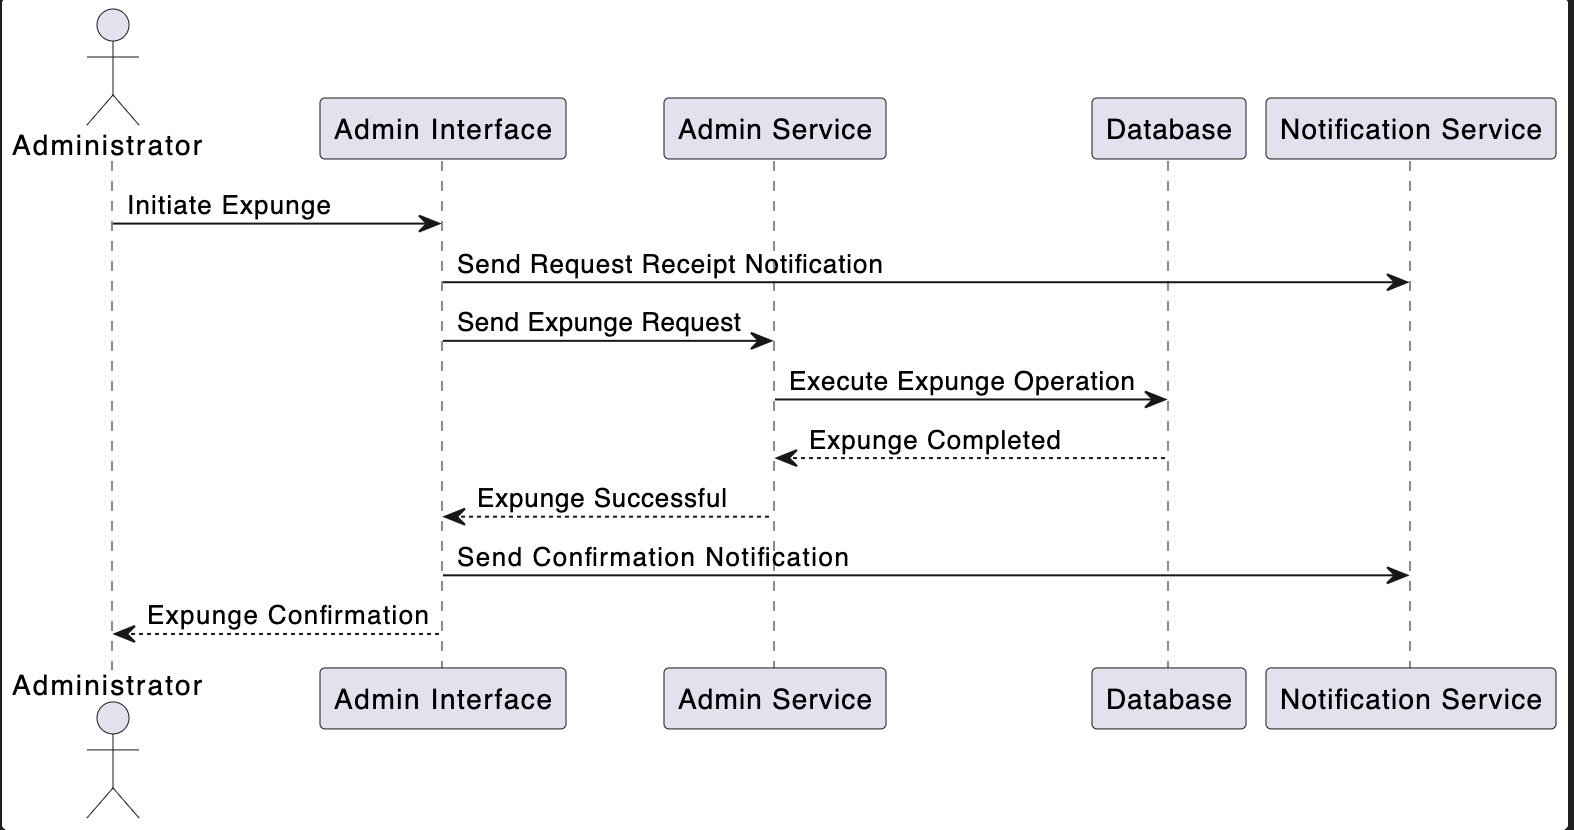 Administrator
Admin Interface
Admin Service
Database
Notification Service
Initiate Expunge
Send Request Receipt Notification
Send Expunge Request
Execute Expunge Operation
Expunge Completed
Expunge Successful
Send Confirmation Notification
Expunge Confirmation
Administrator
Admin Interface
Admin Service
Database
Notification Service